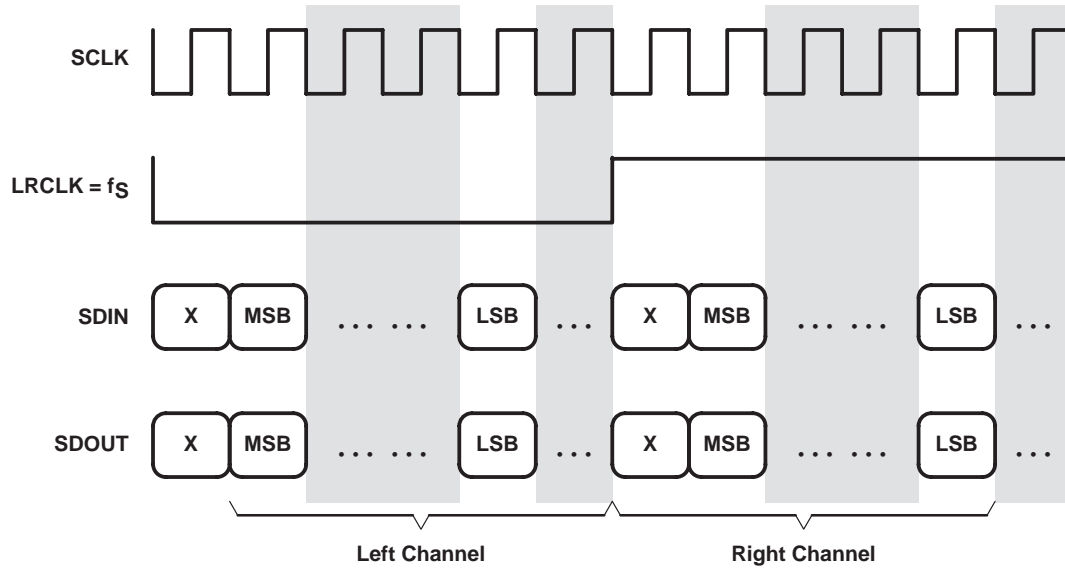 SCLK
LRCLK = fS
SDIN X MSB ... ... LSB ... X MSB ... ... LSB ...
SDOUT X MSB ... ... LSB ... X MSB ... ... LSB ...
Left Channel Right Channel